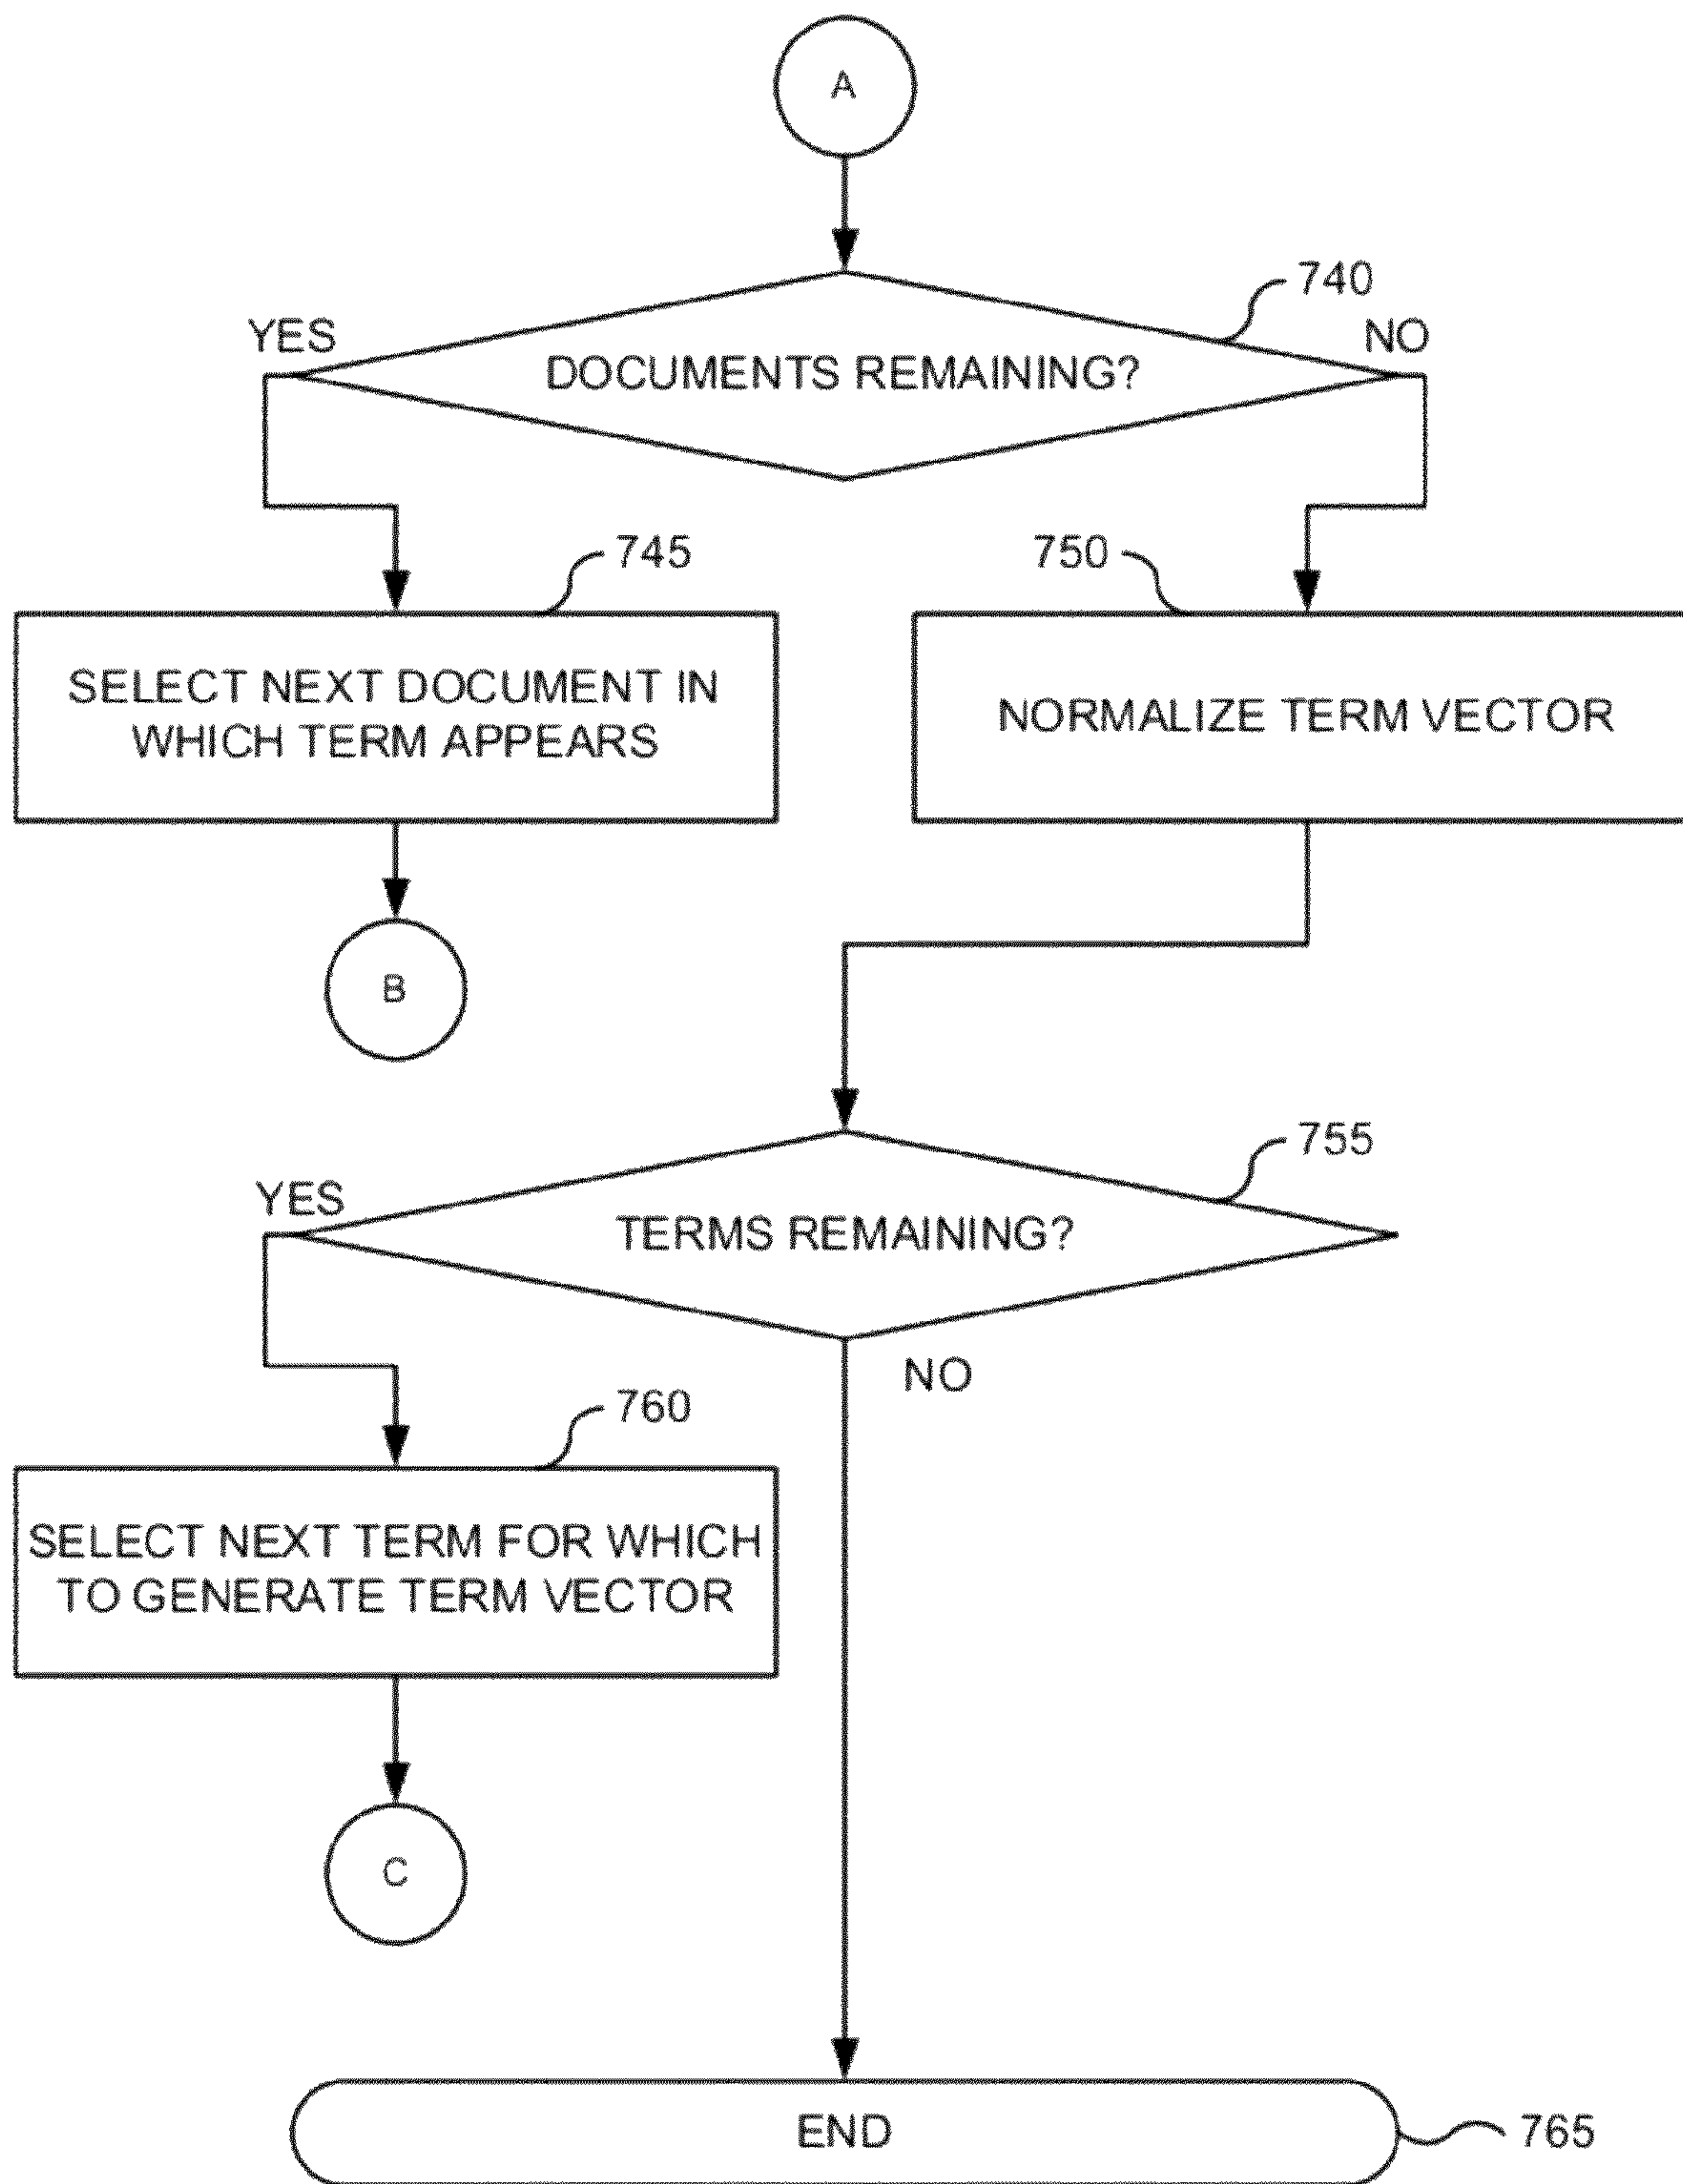 A
740
YES
NO
DOCUMENTS REMAINING?
745
750
SELECT NEXT DOCUMENT IN
WHICH TERM APPEARS
NORMALIZE TERM VECTOR
B
755
YES
TERMS REMAINING?
NO
760
SELECT NEXT TERM FOR WHICH
TO GENERATE TERM VECTOR
C
END
765